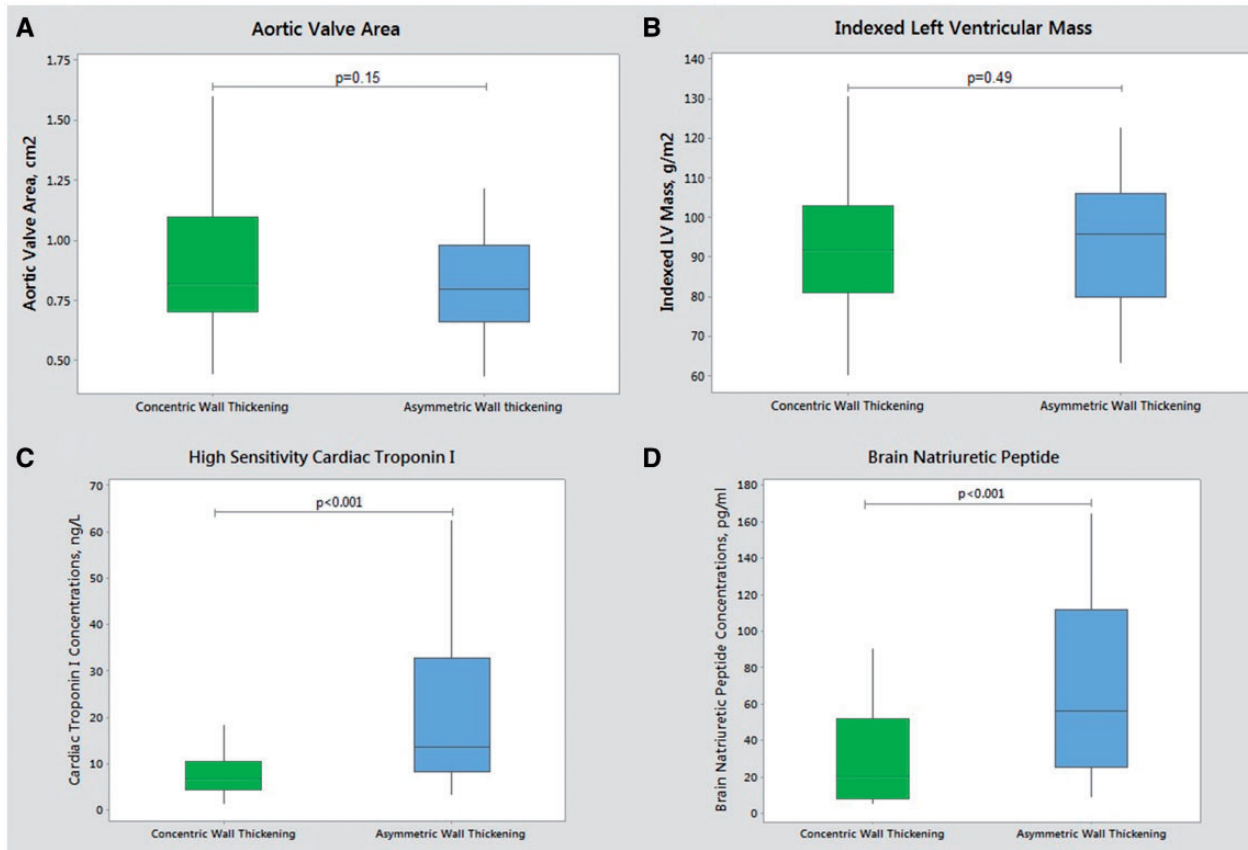 A
Aortic Valve Area
Aortic Valve Area, cm2
1.75
1.50
1.25
1.00
0.75
0.50
p=0.15
Concentric Wall Thickening
Asymmetric Wall thickening
B
Indexed Left Ventricular Mass
Indexed LV Mass, g/m2
140
130
120
110
100
90
80
70
60
p=0.49
Concentric Wall Thickening
Asymmetric Wall Thickening
C
High Sensitivity Cardiac Troponin I
Cardiac Troponin I Concentrations, ng/L
70
60
50
40
30
20
10
0
p<0.001
Concentric Wall Thickening
Asymmetric Wall Thickening
D
Brain Natriuretic Peptide
Brain Natriuretic Peptide Concentrations, pg/ml
180
160
140
120
100
80
60
40
20
0
p<0.001
Concentric Wall Thickening
Asymmetric Wall Thickening